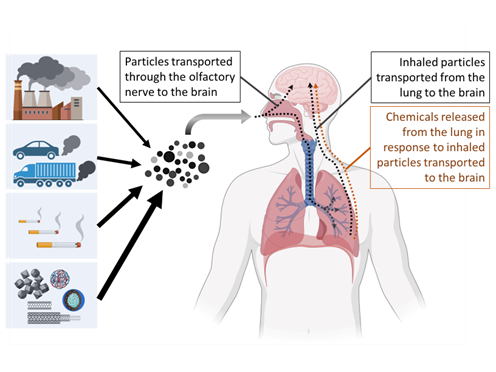 Particles transported
through the olfactory
nerve to the brain
Inhaled particles
transported from the
lung to the brain
Chemicals released
from the lung in
response to inhaled
particles transported
to the brain